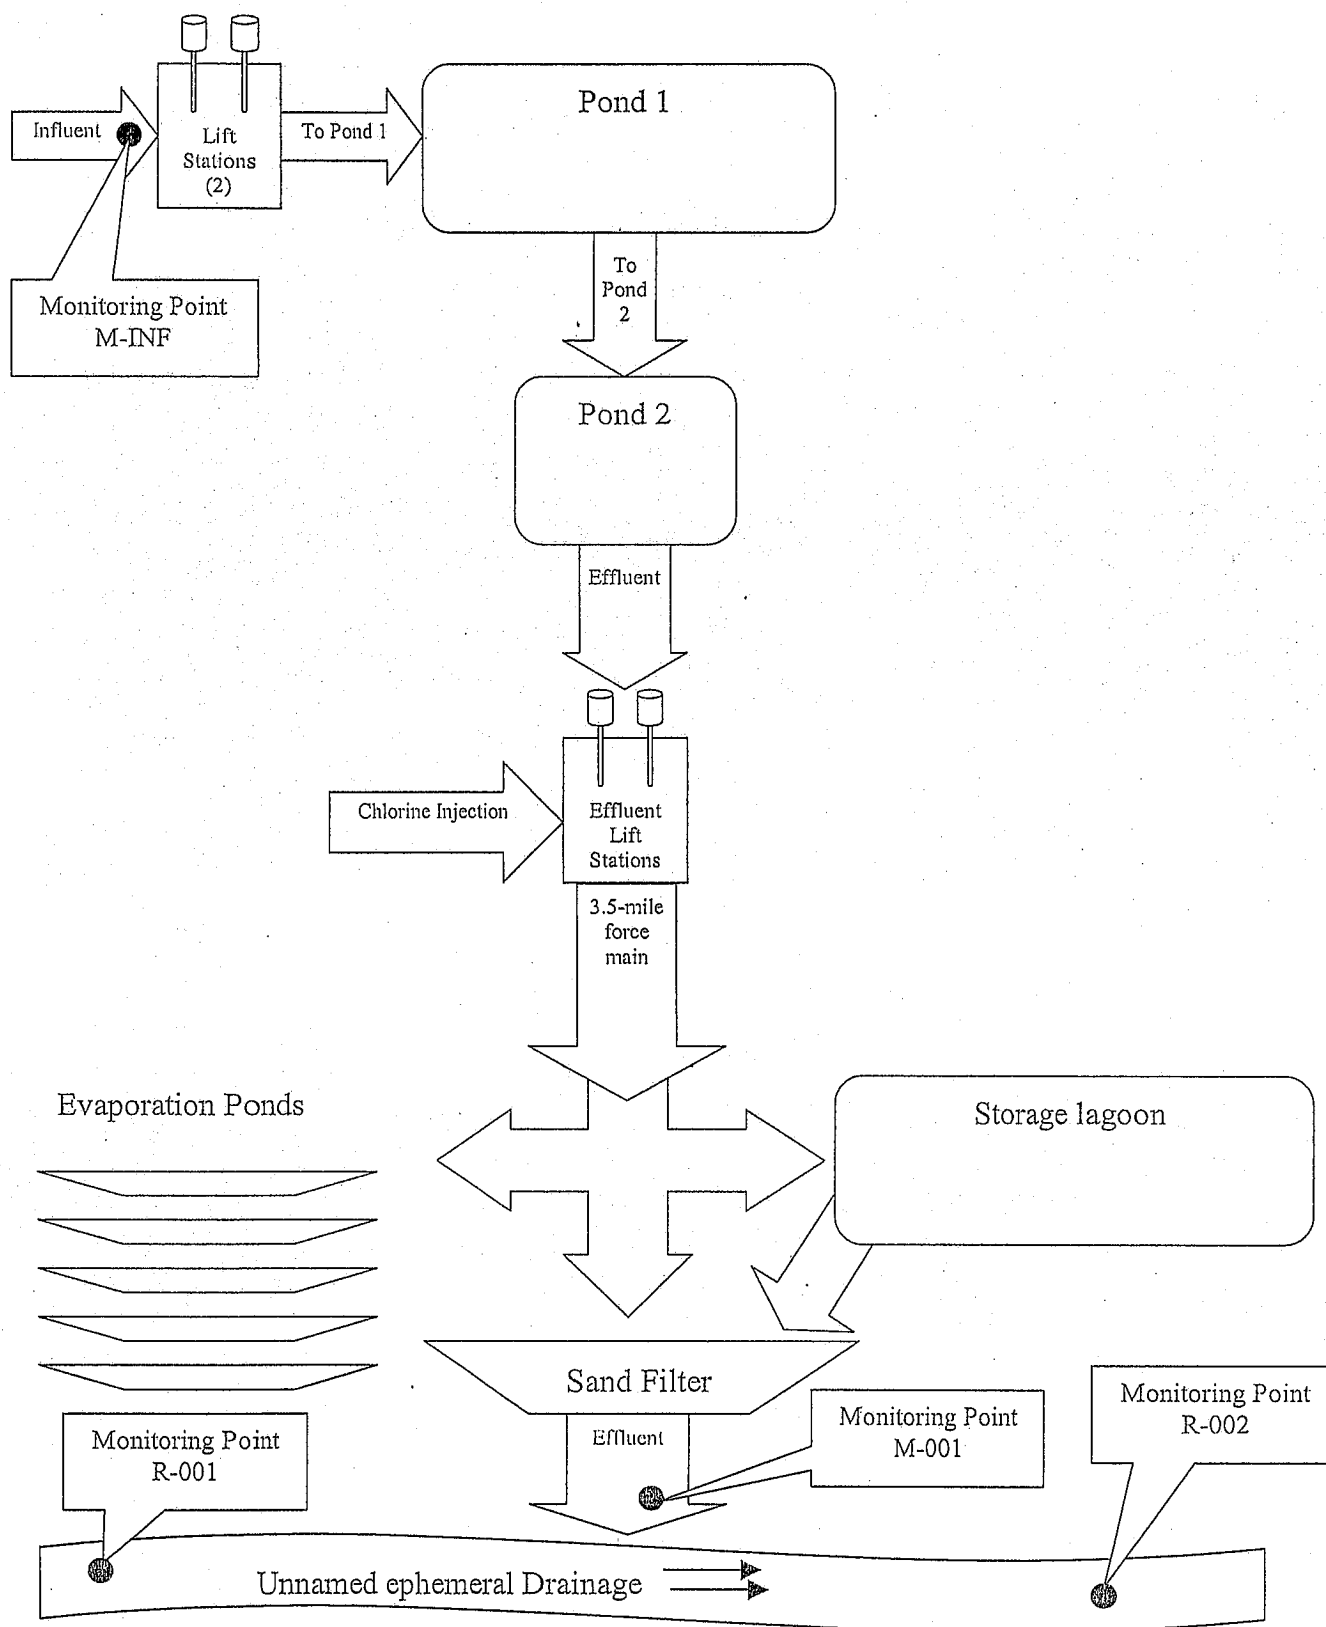 Pond 1
Influent
Lift
Stations
(2)
To Pond 1
To
Pond
2
Monitoring Point
M-INF
Pond 2
Effluent
Chlorine Injection
Effluent
Lift
Stations
3.5-mile
force
main
Evaporation Ponds
Storage lagoon
Sand Filter
Effluent
Monitoring Point
R-001
Monitoring Point
M-001
Monitoring Point
R-002
Unnamed ephemeral Drainage